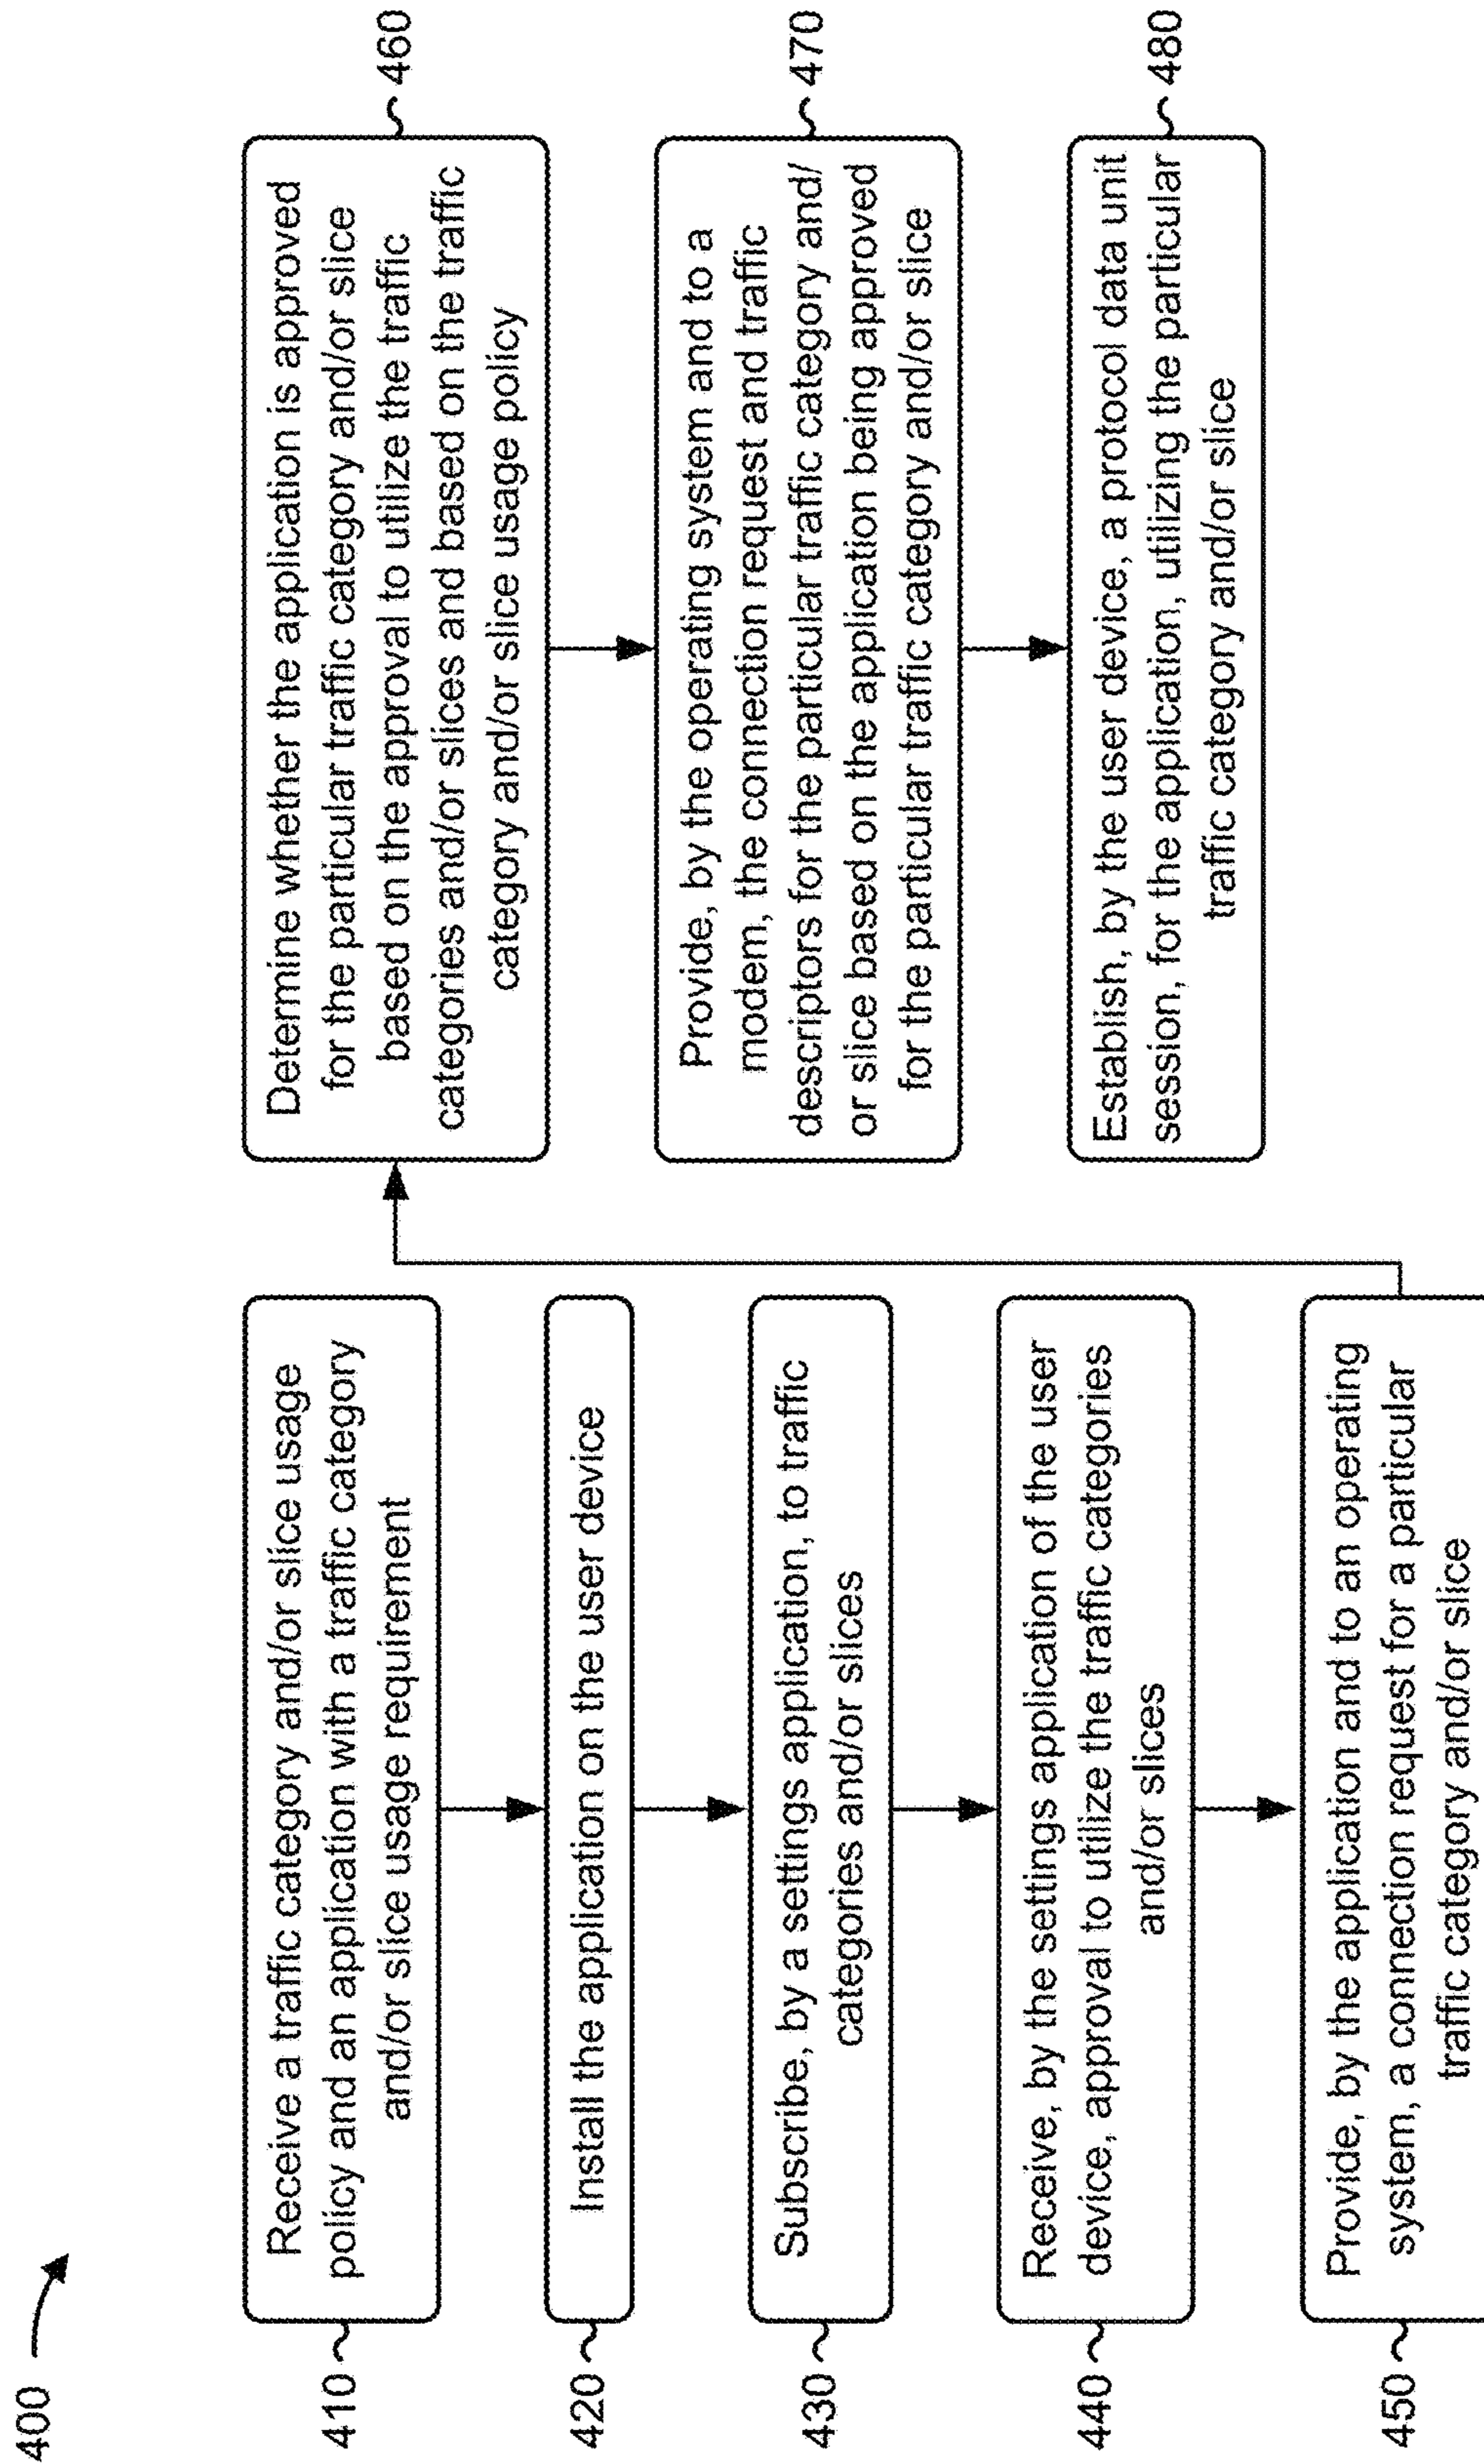 400
410
Receive a traffic category and/or slice usage
policy and an application with a traffic category
and/or slice usage requirement
420
Install the application on the user device
430
Subscribe, by a settings application, to traffic
categories and/or slices
440
Receive, by the settings application of the user
device, approval to utilize the traffic categories
and/or slices
450
Provide, by the application and to an operating
system, a connection request for a particular
traffic category and/or slice
460
Determine whether the application is approved
for the particular traffic category and/or slice
based on the approval to utilize the traffic
categories and/or slices and based on the traffic
category and/or slice usage policy
470
Provide, by the operating system and to a
modem, the connection request and traffic
descriptors for the particular traffic category and/
or slice based on the application being approved
for the particular traffic category and/or slice
480
Establish, by the user device, a protocol data unit
session, for the application, utilizing the particular
traffic category and/or slice